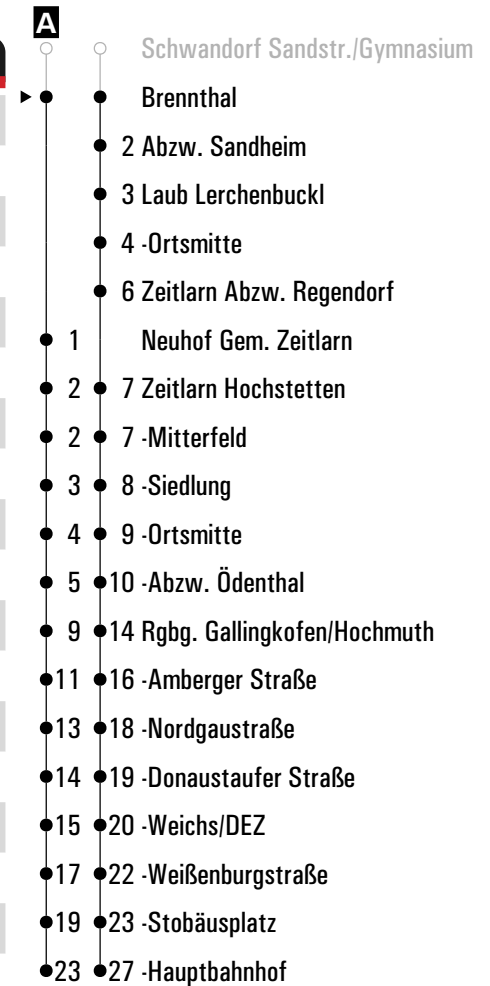 A
Schwandorf Sandstr./Gymnasium
Brennthal
2 Abzw. Sandheim
3 Laub Lerchenbuckl
4 -Ortsmitte
6 Zeitlarn Abzw. Regendorf
1 Neuhof Gem. Zeitlarn
2 7 Zeitlarn Hochstetten
2 7 -Mitterfeld
3 8 -Siedlung
4 9 -Ortsmitte
5 10 -Abzw. Ödenthal
9 14 Rgbg. Gallingkofen/Hochmuth
11 16 -Amberger Straße
13 18 -Nordgaustraße
14 19 -Donaustaufer Straße
15 20 -Weichs/DEZ
17 22 -Weißenburgstraße
19 23 -Stobäusplatz
23 27 -Hauptbahnhof